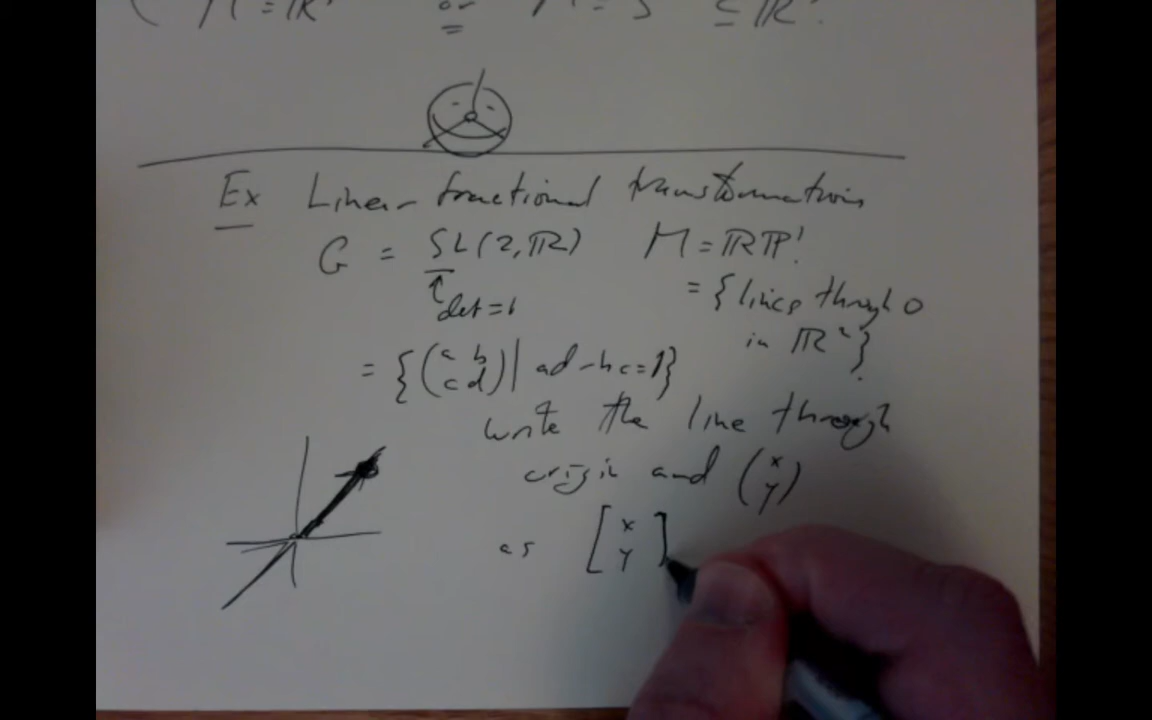 M = ℝ or M = S ⊆ ℝ
Ex Linear fractional transformations
G = SL(2,ℝ) M = ℝP¹
↑ det=1
= {lines through 0
in ℝ²}
= {(a b
c d) | ad-bc=1}
write the line through
origin and (x
y)
as [x
y]